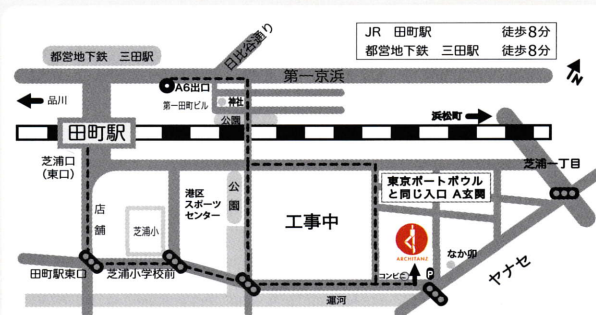 JR 田町駅 徒歩8分
都営地下鉄 三田駅 徒歩8分
日比谷通り
都営地下鉄 三田駅
第一京浜
N
A6出口
品川
第一田町ビル
神社
公園
浜松町
田町駅
芝浦口
(東口)
芝浦一丁目
店舗
芝浦小
港区
スポーツ
センター
公園
工事中
東京ポートボウル
と同じ入口 A玄関
ARCHITANZ
なか卯
コンビニ
P
ヤナセ
田町駅東口
芝浦小学校前
運河